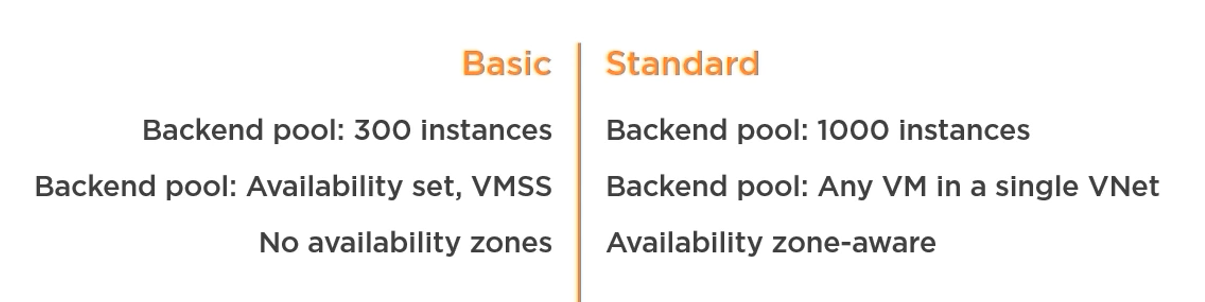 Basic
Backend pool: 300 instances
Backend pool: Availability set, VMSS
No availability zones
Standard
Backend pool: 1000 instances
Backend pool: Any VM in a single VNet
Availability zone-aware